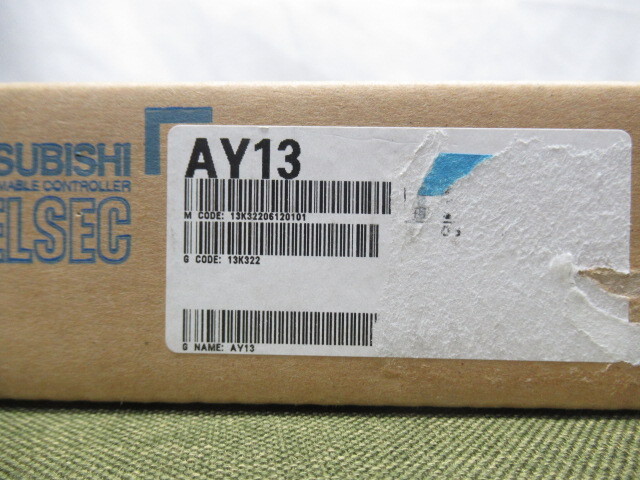 SUBISHI
MABLE CONTROLLER
ELSEC
AY13
M CODE: 13K32206120101
G CODE: 13K322
G NAME: AY13